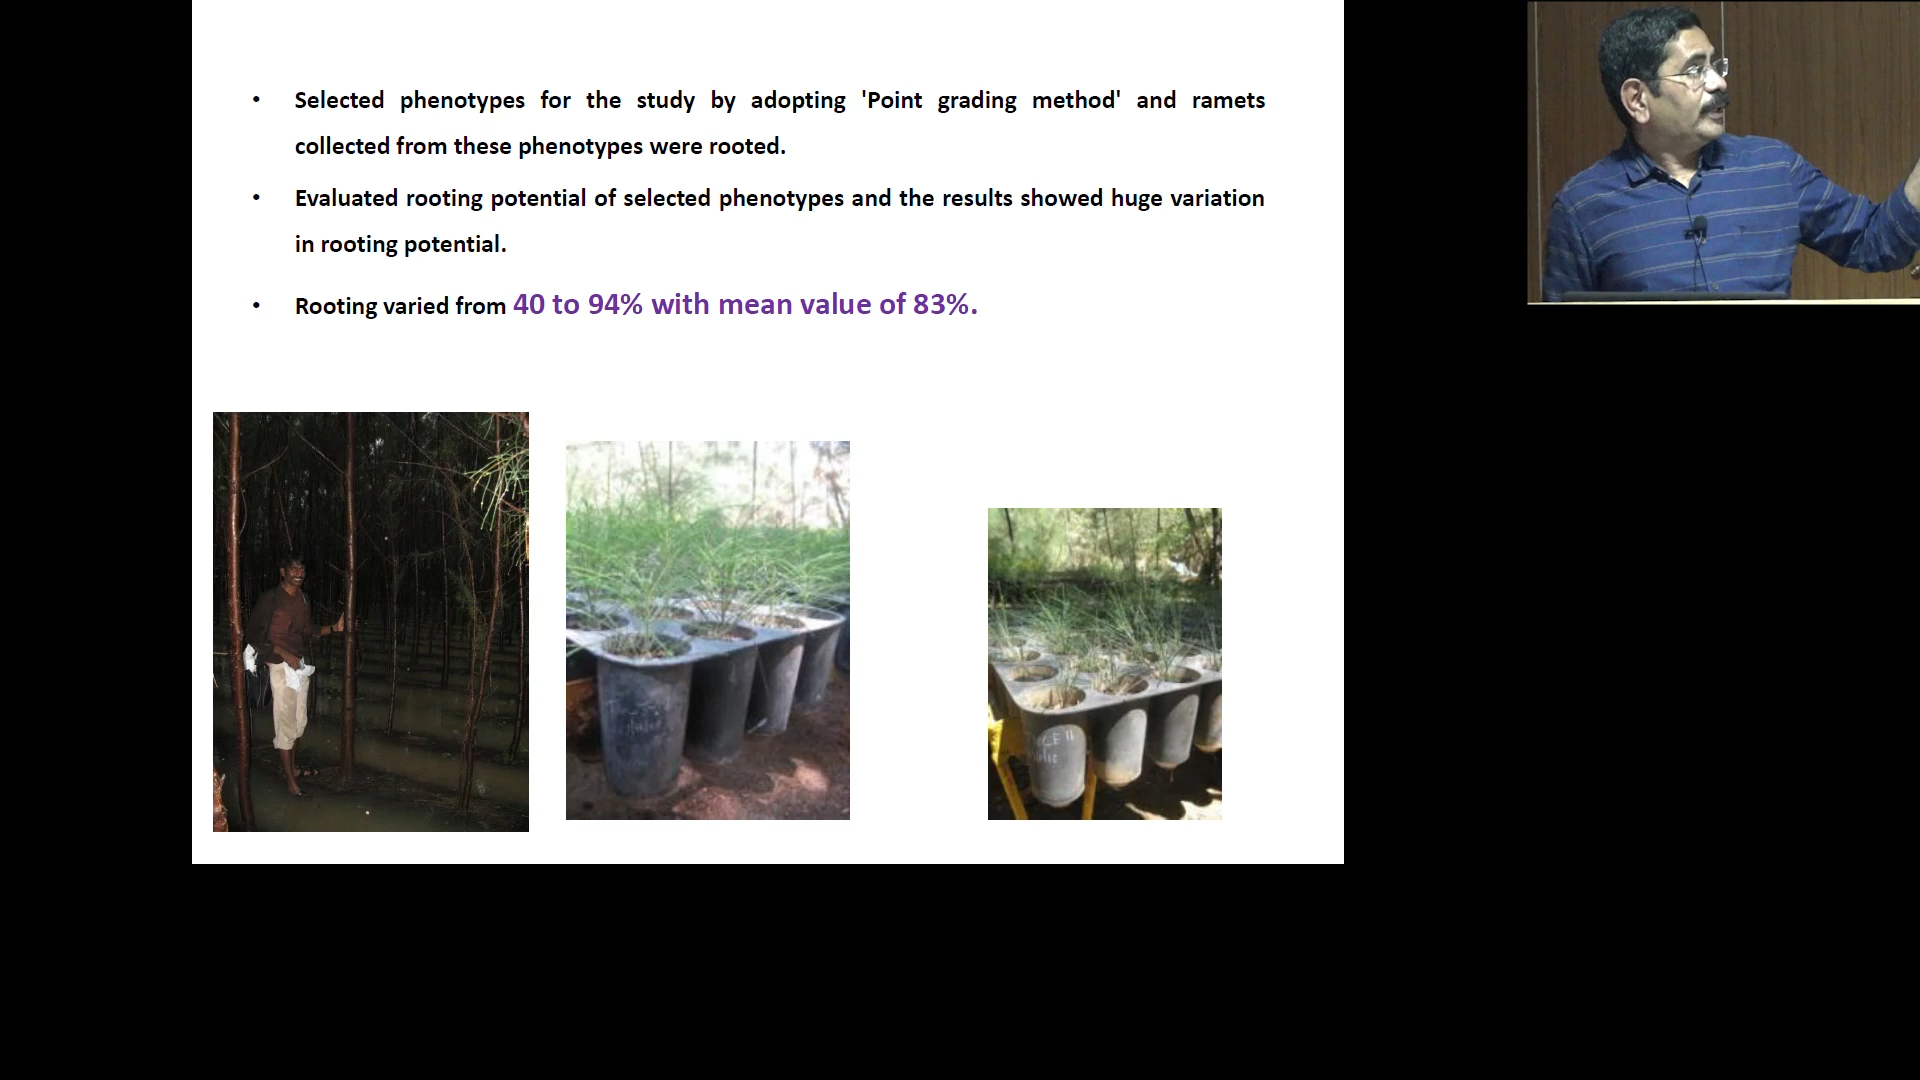 • Selected phenotypes for the study by adopting 'Point grading method' and ramets
collected from these phenotypes were rooted.
• Evaluated rooting potential of selected phenotypes and the results showed huge variation
in rooting potential.
• Rooting varied from 40 to 94% with mean value of 83%.